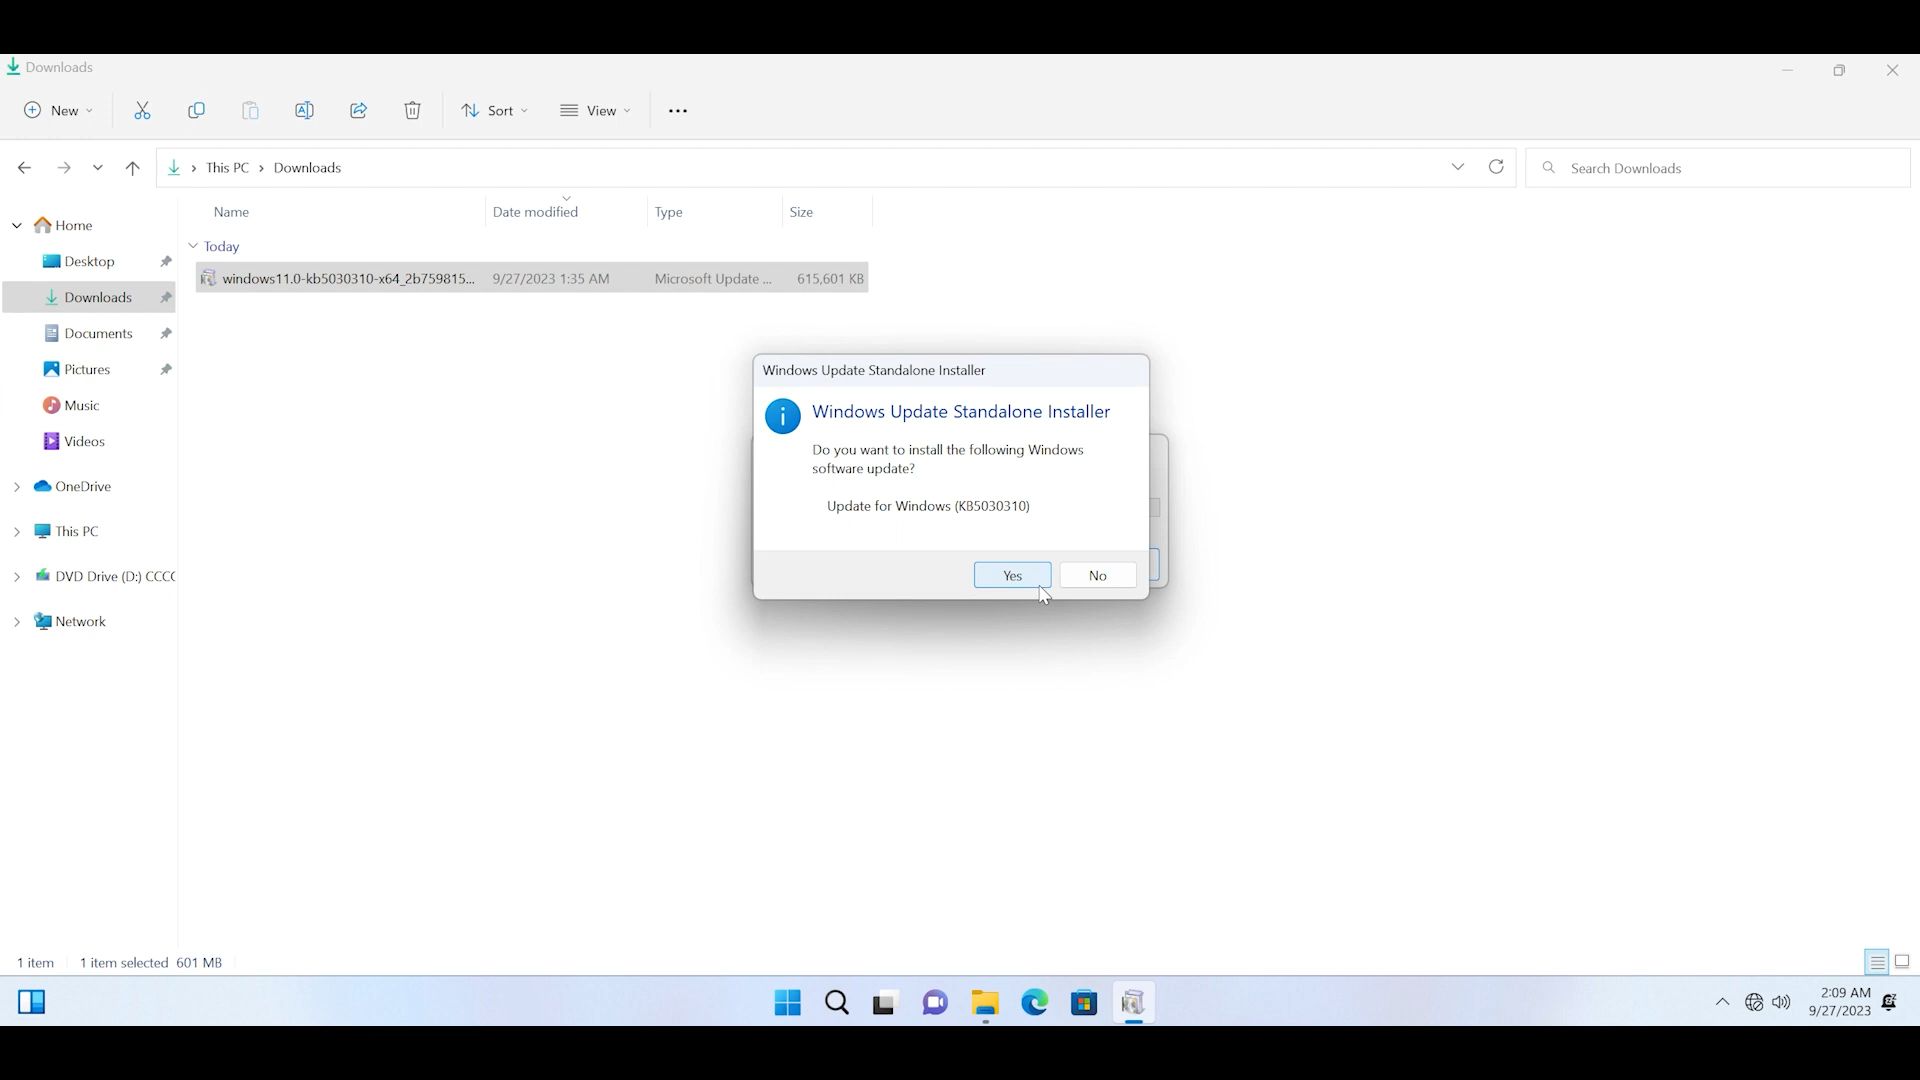 Downloads
New
Sort
View
This PC
Downloads
Search Downloads
Name
Date modified
Type
Size
Today
windows11.0-kb5030310-x64_2b759815...
9/27/2023 1:35 AM
Microsoft Update ...
615,601 KB
Home
Desktop
Downloads
Documents
Pictures
Music
Videos
OneDrive
This PC
DVD Drive (D:) CCC
Network
Windows Update Standalone Installer
Windows Update Standalone Installer
Do you want to install the following Windows
software update?
Update for Windows (KB5030310)
Yes
No
1 item
1 item selected 601 MB
2:09 AM
9/27/2023